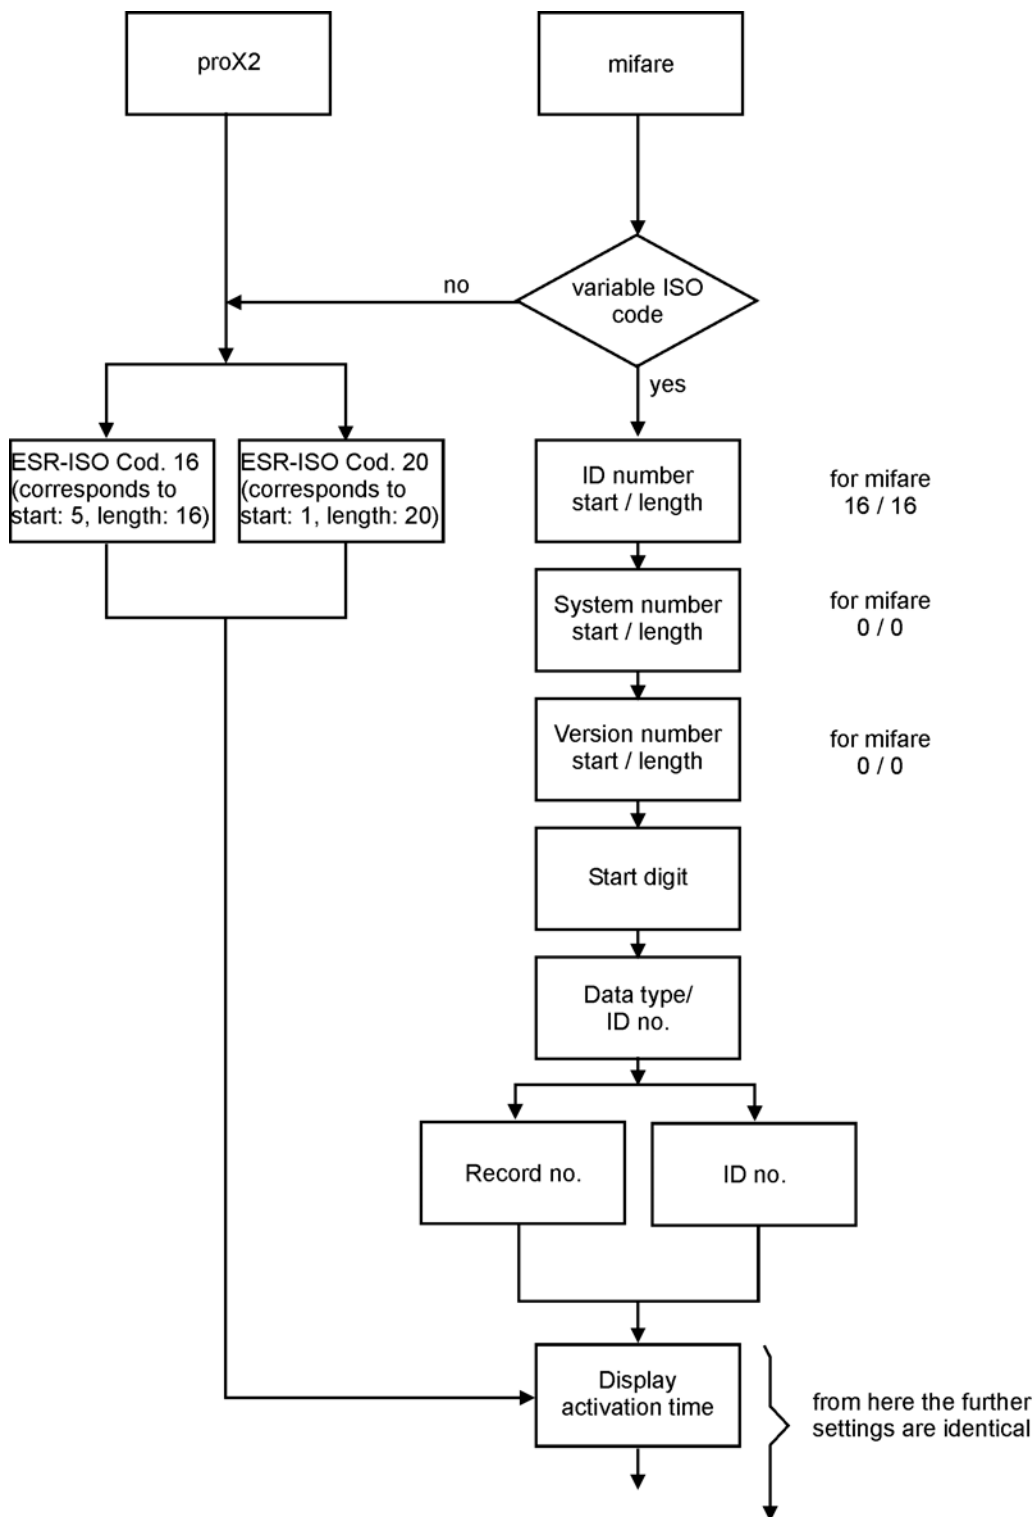 proX2
mifare
variable ISO
code
no
yes
ESR-ISO Cod. 16
(corresponds to
start: 5, length: 16)
ESR-ISO Cod. 20
(corresponds to
start: 1, length: 20)
ID number
start / length
for mifare
16 / 16
System number
start / length
for mifare
0 / 0
Version number
start / length
for mifare
0 / 0
Start digit
Data type/
ID no.
Record no.
ID no.
Display
activation time
from here the further
settings are identical